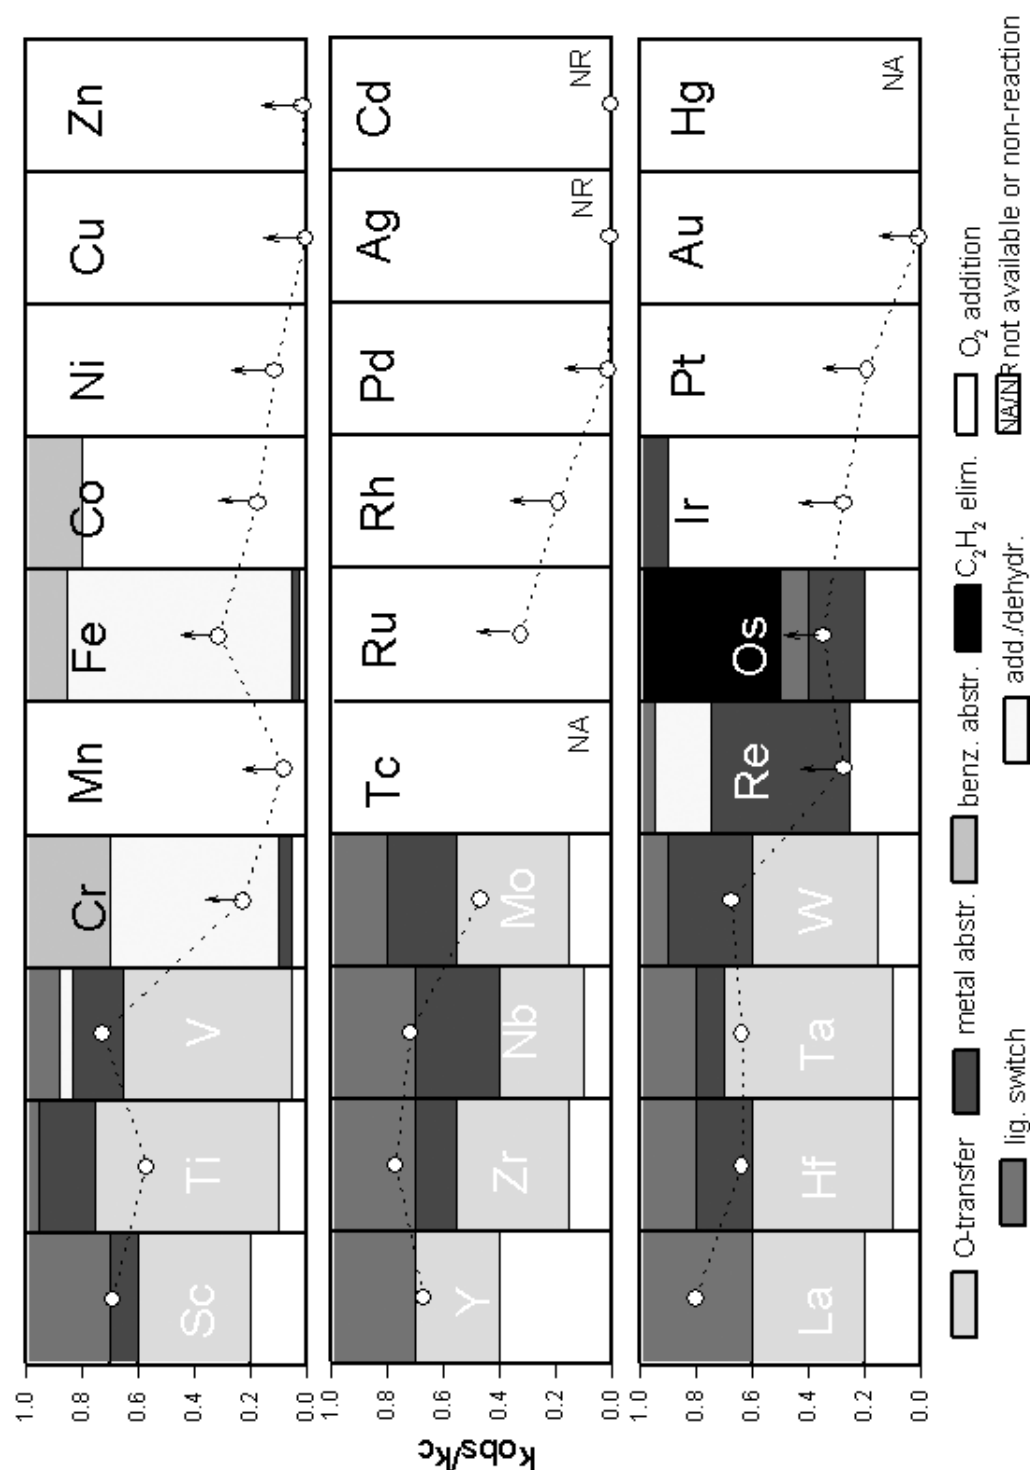 kobs/kc
1.0
0.8
0.6
0.4
0.2
0.0
Sc Ti V Cr Mn Fe Co Ni Cu Zn
1.0
0.8
0.6
0.4
0.2
0.0
Y Zr Nb Mo Tc Ru Rh Pd Ag Cd
NA NR NR
1.0
0.8
0.6
0.4
0.2
0.0
La Hf Ta W Re Os Ir Pt Au Hg
NA
O-transfer metal abstr. benz. abstr. C₂H₂ elim. O₂ addition
lig. switch add./dehydr. NA/NR not available or non-reaction